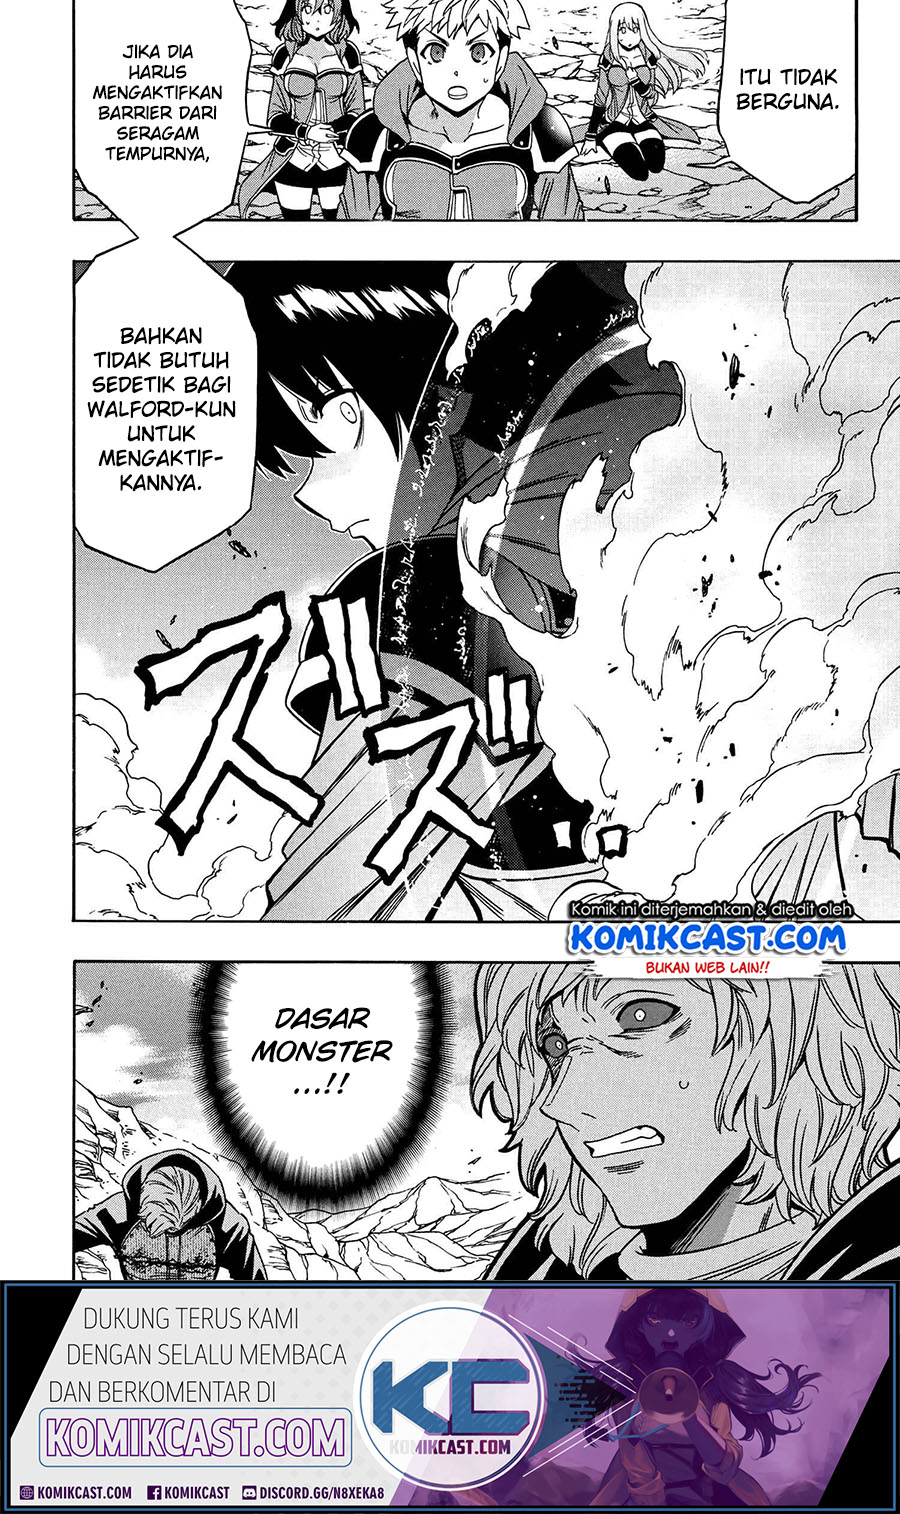 ITU TIDAK
BERGUNA.
JIKA DIA
HARUS
MENGAKTIFKAN
BARRIER DARI
SERAGAM
TEMPURNYA,
BAHKAN
TIDAK BUTUH
SEDETIK BAGI
WALFORD-KUN
UNTUK
MENGAKTIF-
KANNYA.
ズズズ...
Komik ini diterjemahkan & diedit oleh
KOMIKCAST.COM
BUKAN WEB LAIN!!
DASAR
MONSTER
...!!
DUKUNG TERUS KAMI
DENGAN SELALU MEMBACA
DAN BERKOMENTAR DI
KOMIKCAST.COM
KC
KOMIKCAST.COM
KOMIKCAST.COM KOMIKCAST DISCORD.GG/N8XEKA8